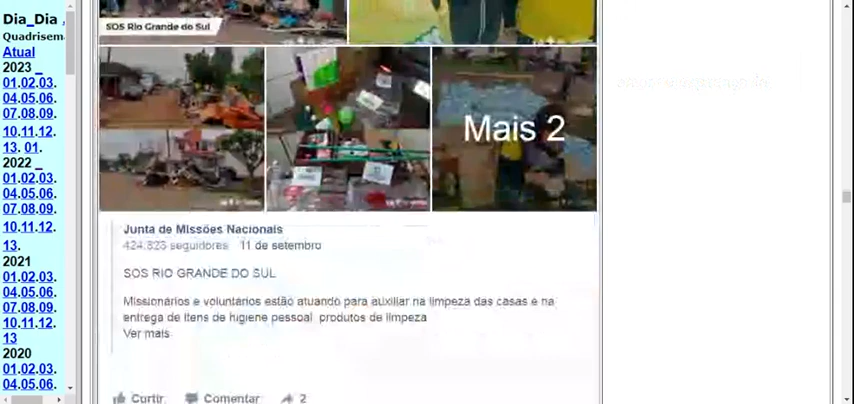 Dia_Dia
Quadrisem
Atual
2023 _
01.02.03.
04.05.06.
07.08.09.
10.11.12.
13. 01.
2022 _
01.02.03.
04.05.06.
07.08.09.
10.11.12.
13.
2021
01.02.03.
04.05.06.
07.08.09.
10.11.12.
13
2020
01.02.03.
04.05.06.
SOS Rio Grande do Sul
Mais 2
Junta de Missões Nacionais
424.823 seguidores 11 de setembro
SOS RIO GRANDE DO SUL
Missionários e voluntários estão atuando para auxiliar na limpeza das casas e na
entrega de itens de higiene pessoal, produtos de limpeza
Ver mais
Curtir Comentar 2